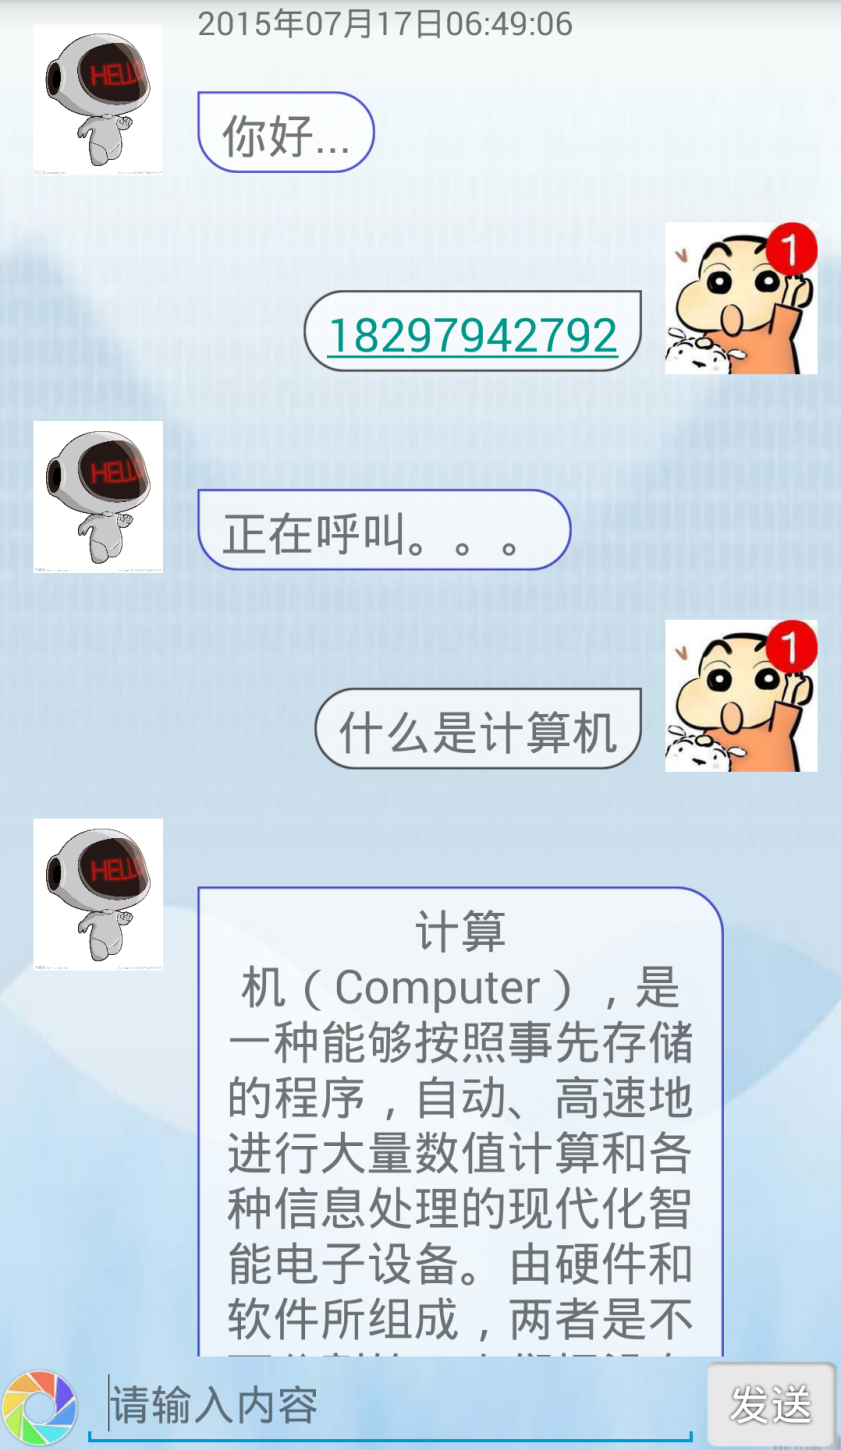 2015年07月17日06:49:06
HELLO
你好...
1
18297942792
HELLO
正在呼叫。。。
1
什么是计算机
HELLO
计算
机（Computer），是
一种能够按照事先存储
的程序，自动、高速地
进行大量数值计算和各
种信息处理的现代化智
能电子设备。由硬件和
软件所组成，两者是不
请输入内容
发送